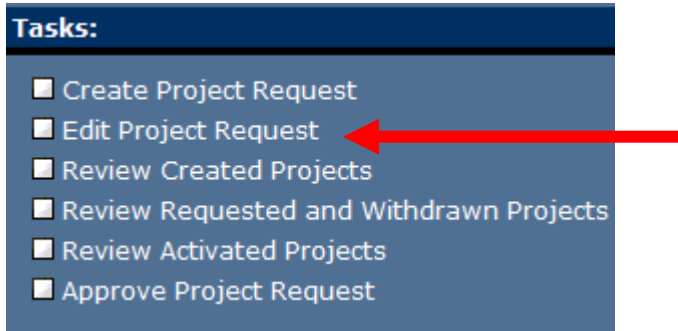 Tasks:
Create Project Request
Edit Project Request
Review Created Projects
Review Requested and Withdrawn Projects
Review Activated Projects
Approve Project Request